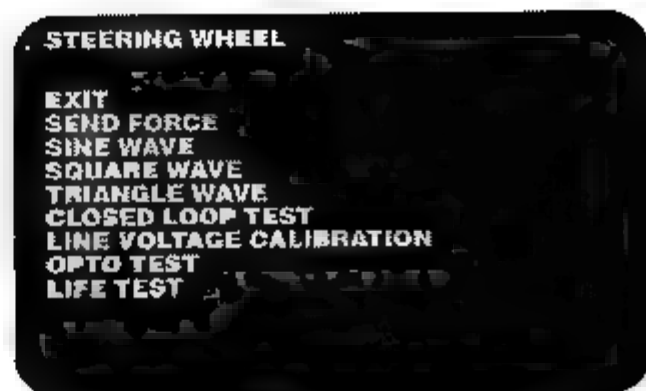 STEERING WHEEL
EXIT
SEND FORCE
SINE WAVE
SQUARE WAVE
TRIANGLE WAVE
CLOSED LOOP TEST
LINE VOLTAGE CALIBRATION
OPTO TEST
LIFE TEST